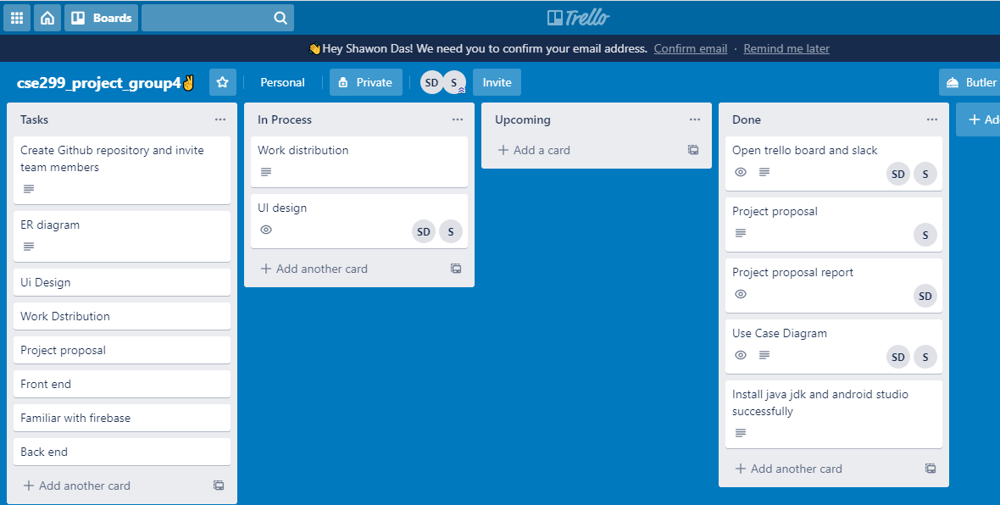 Boards
Trello
Hey Shawon Das! We need you to confirm your email address. Confirm email · Remind me later
cse299_project_group4
Personal
Private
SD
S
Invite
Butler
Tasks
Create Github repository and invite
team members
ER diagram
Ui Design
Work Dstribution
Project proposal
Front end
Familiar with firebase
Back end
+ Add another card
In Process
Work distribution
UI design
SD S
+ Add another card
Upcoming
+ Add a card
Done
Open trello board and slack
SD S
Project proposal
S
Project proposal report
SD
Use Case Diagram
SD S
Install java jdk and android studio
successfully
+ Add another card